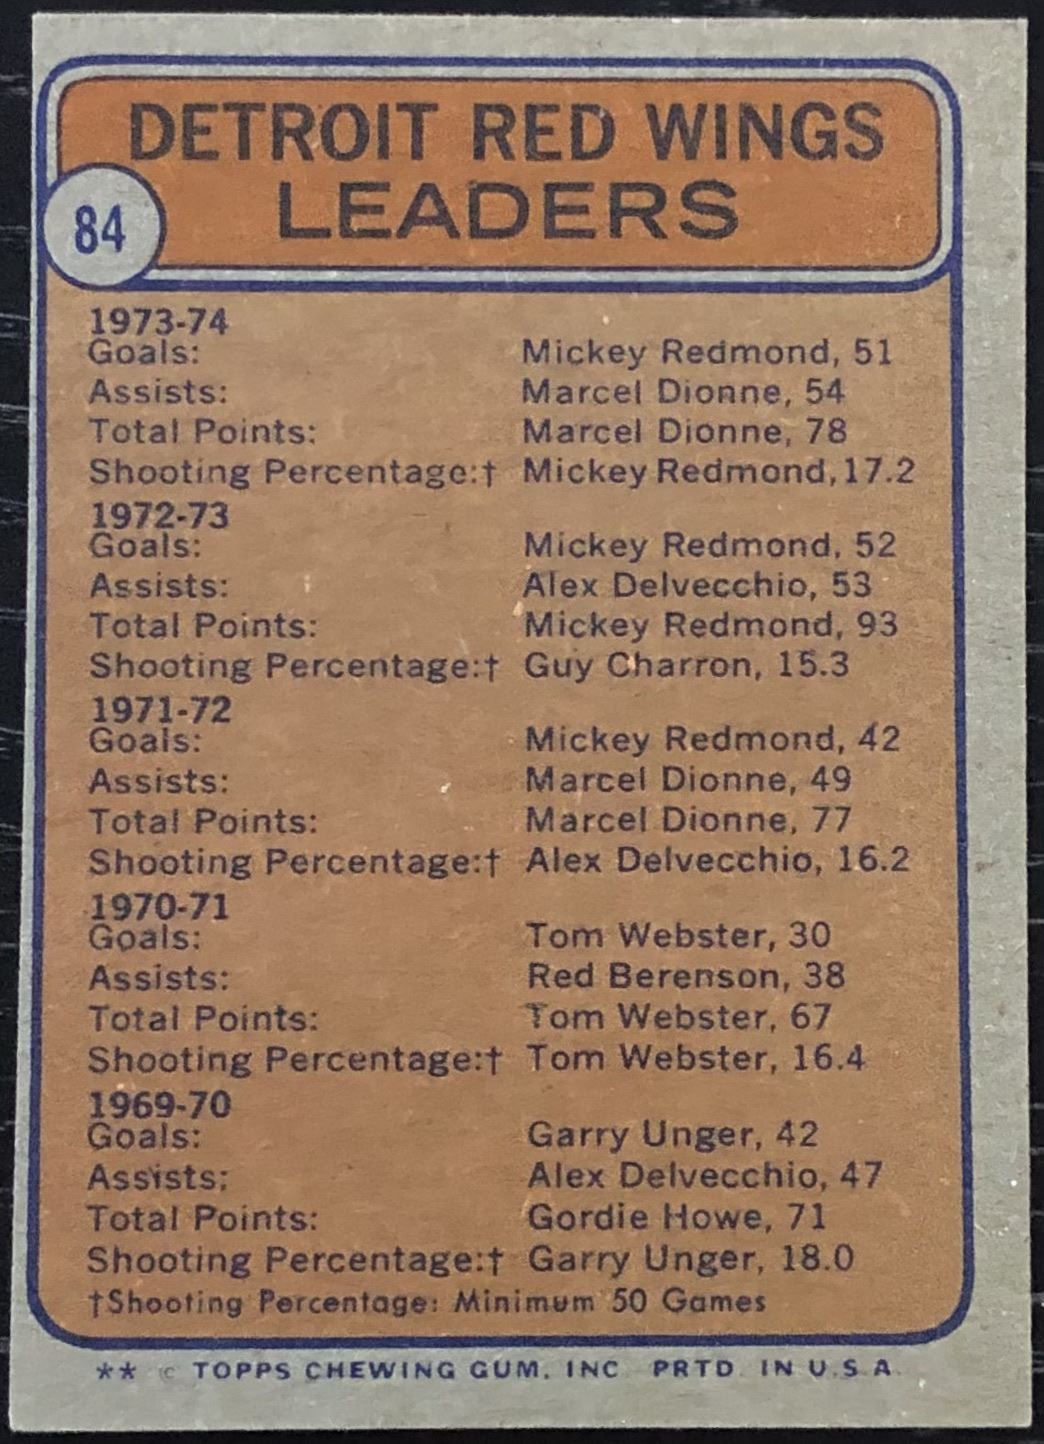 DETROIT RED WINGS
LEADERS
84
1973-74
Goals: Mickey Redmond, 51
Assists: Marcel Dionne, 54
Total Points: Marcel Dionne, 78
Shooting Percentage:† Mickey Redmond, 17.2
1972-73
Goals: Mickey Redmond, 52
Assists: Alex Delvecchio, 53
Total Points: Mickey Redmond, 93
Shooting Percentage:† Guy Charron, 15.3
1971-72
Goals: Mickey Redmond, 42
Assists: Marcel Dionne, 49
Total Points: Marcel Dionne, 77
Shooting Percentage:† Alex Delvecchio, 16.2
1970-71
Goals: Tom Webster, 30
Assists: Red Berenson, 38
Total Points: Tom Webster, 67
Shooting Percentage:† Tom Webster, 16.4
1969-70
Goals: Garry Unger, 42
Assists: Alex Delvecchio, 47
Total Points: Gordie Howe, 71
Shooting Percentage:† Garry Unger, 18.0
†Shooting Percentage: Minimum 50 Games
** © TOPPS CHEWING GUM, INC PRTD. IN U.S.A.